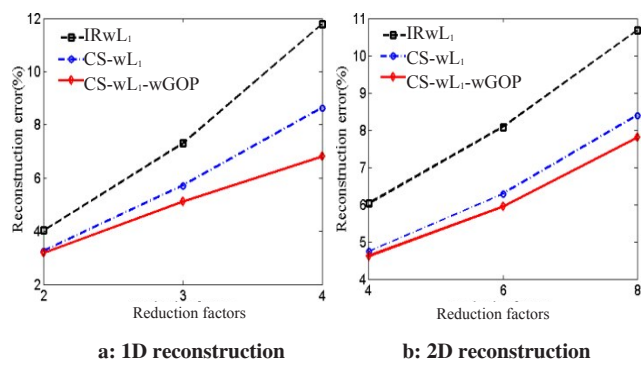 12
10
8
6
4
2
Reconstruction error(%)
IRwL₁
CS-wL₁
CS-wL₁-wGOP
2
3
4
Reduction factors
a: 1D reconstruction
11
10
9
8
7
6
5
4
Reconstruction error(%)
IRwL₁
CS-wL₁
CS-wL₁-wGOP
4
6
8
Reduction factors
b: 2D reconstruction